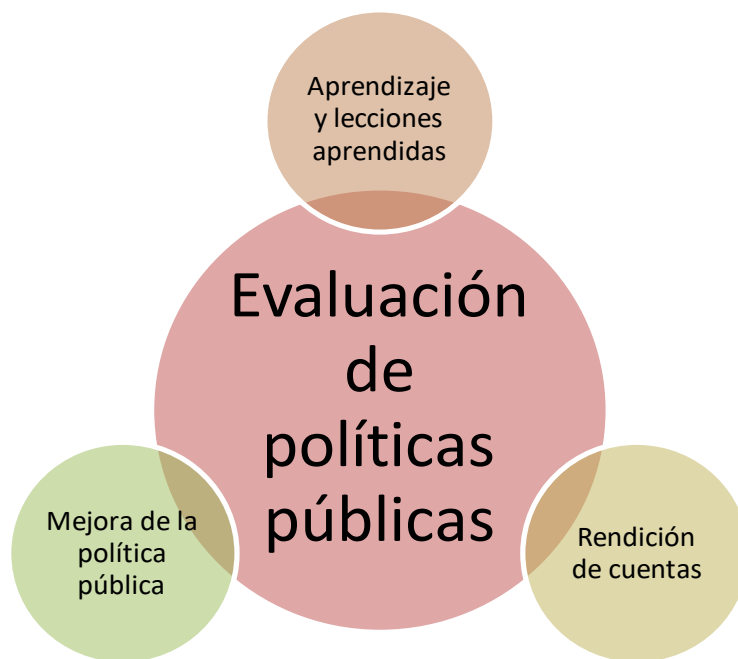 Aprendizaje
y lecciones
aprendidas
Evaluación
de
políticas
públicas
Mejora de la
política
pública
Rendición
de cuentas